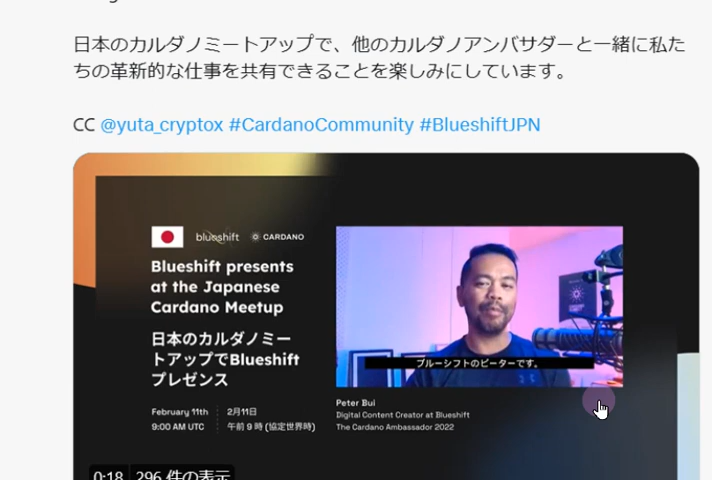 日本のカルダノミートアップで、他のカルダノアンバサダーと一緒に私た
ちの革新的な仕事を共有できることを楽しみにしています。
CC @yuta_cryptox #CardanoCommunity #BlueshiftJPN
blueshift CARDANO
Blueshift presents
at the Japanese
Cardano Meetup
日本のカルダノミー
トアップでBlueshift
プレゼンス
February 11th 2月11日
9:00 AM UTC 午前 9 時 (協定世界時)
ブルーシフトのピーターです。
Peter Bui
Digital Content Creator at Blueshift
The Cardano Ambassador 2022
0:18 296 件の表示